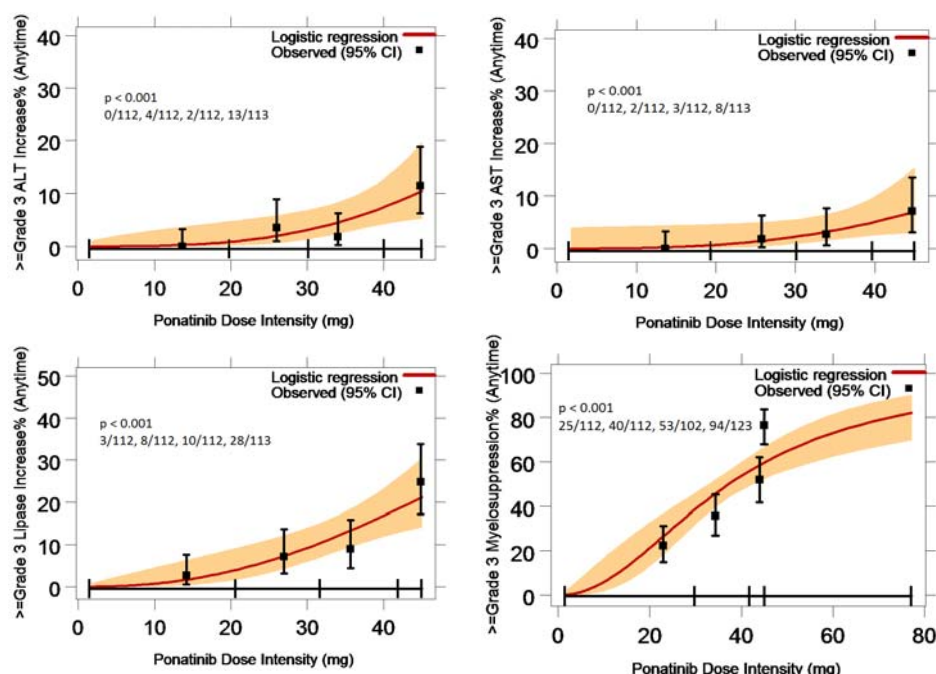 >=Grade 3 ALT Increase% (Anytime)
40
30
20
10
0
Logistic regression
Observed (95% CI)
p < 0.001
0/112, 4/112, 2/112, 13/113
0 10 20 30 40
Ponatinib Dose Intensity (mg)
>=Grade 3 AST Increase% (Anytime)
40
30
20
10
0
Logistic regression
Observed (95% CI)
p < 0.001
0/112, 2/112, 3/112, 8/113
0 10 20 30 40
Ponatinib Dose Intensity (mg)
>=Grade 3 Lipase Increase% (Anytime)
50
40
30
20
10
0
Logistic regression
Observed (95% CI)
p < 0.001
3/112, 8/112, 10/112, 28/113
0 10 20 30 40
Ponatinib Dose Intensity (mg)
>=Grade 3 Myelosuppression% (Anytime)
100
80
60
40
20
0
Logistic regression
Observed (95% CI)
p < 0.001
25/112, 40/112, 53/102, 94/123
0 20 40 60 80
Ponatinib Dose Intensity (mg)